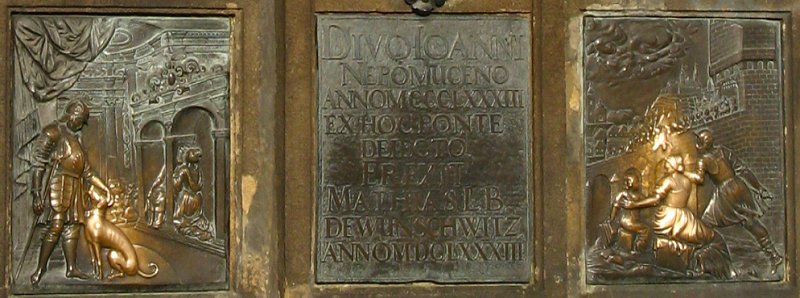 DIVO IOANNI
NEPOMUCENO
ANNO MCCCLXXXIII
EX HOC PONTE
DEIECTO
EREXIT
MATHIAS L.B.
DE WUNSCHWITZ
ANNO MDCLXXXIII